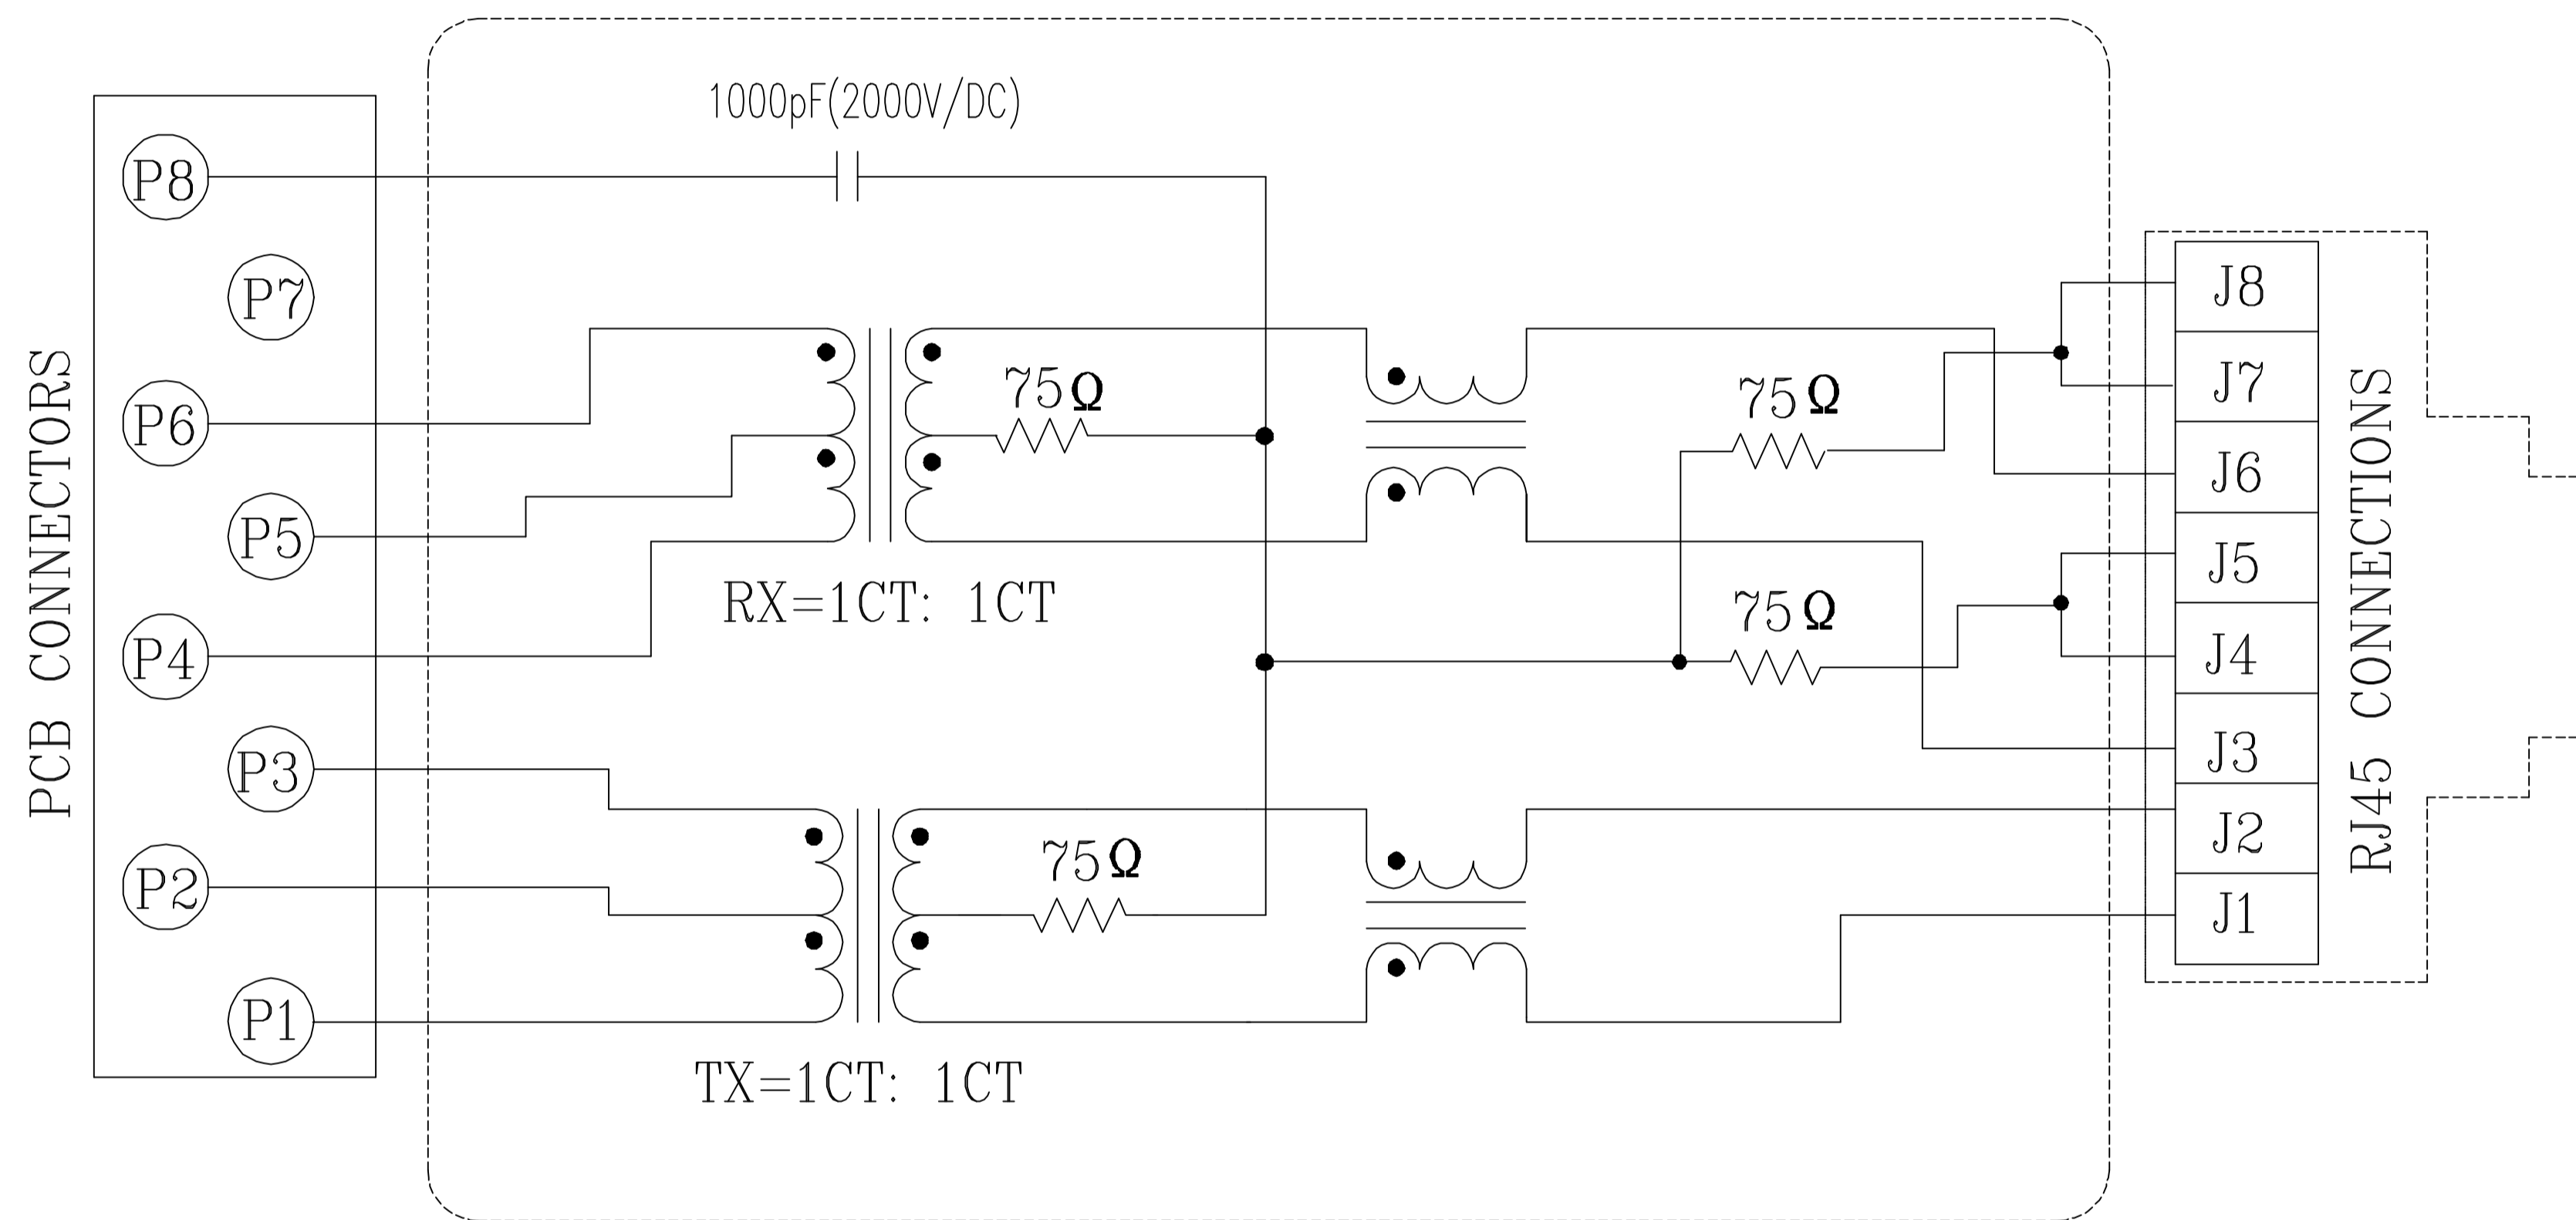 1000pF(2000V/DC)
PCB CONNECTORS
P8
P7
P6
P5
P4
P3
P2
P1
75Ω
RX=1CT: 1CT
75Ω
TX=1CT: 1CT
75Ω
75Ω
J8
J7
J6
J5
J4
J3
J2
J1
RJ45 CONNECTIONS